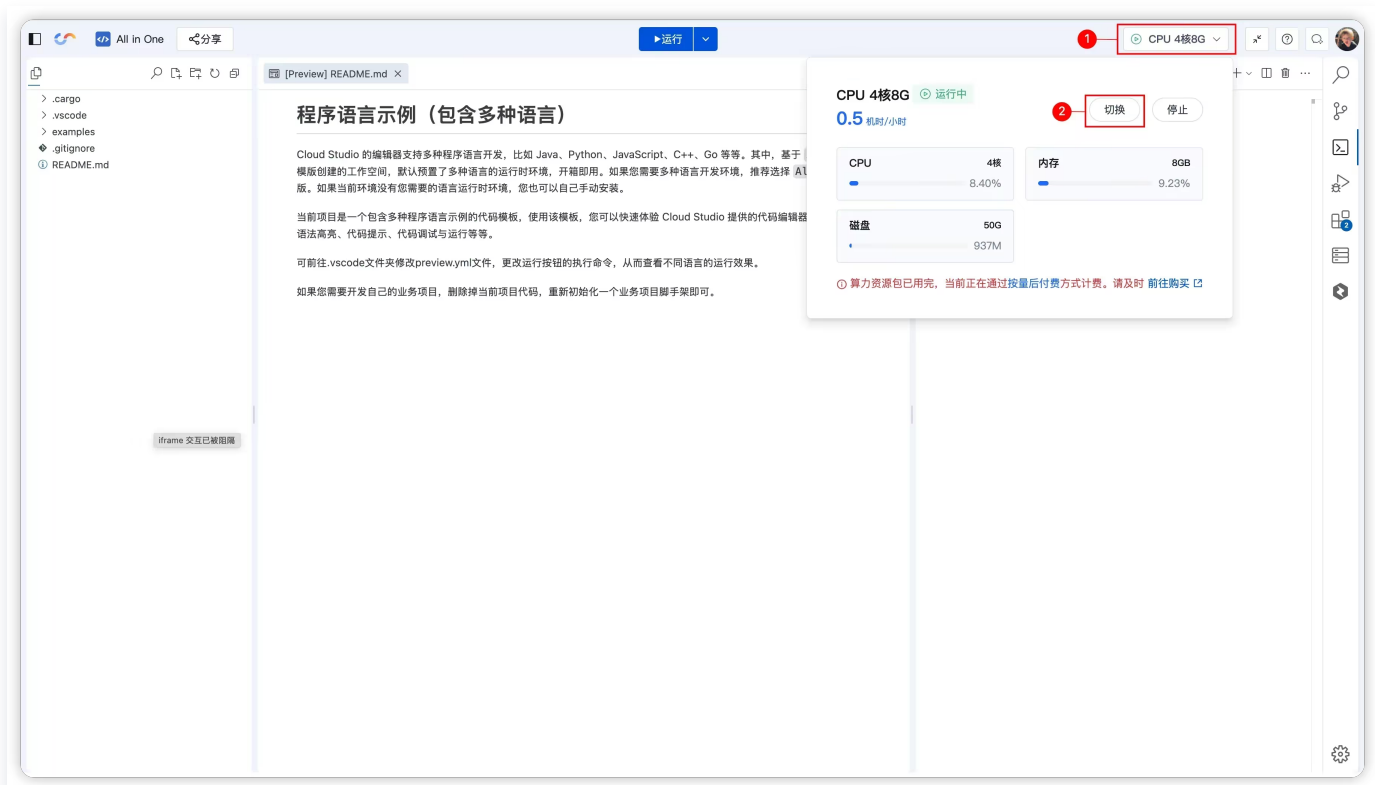 All in One
分享
运行
1
CPU 4核8G
[Preview] README.md
.cargo
.vscode
examples
.gitignore
README.md
程序语言示例（包含多种语言）
Cloud Studio 的编辑器支持多种程序语言开发，比如 Java、Python、JavaScript、C++、Go 等等。其中，基于
模版创建的工作空间，默认预置了多种语言的运行时环境，开箱即用。如果您需要多种语言开发环境，推荐选择 Al
版。如果当前环境没有您需要的语言运行时环境，您也可以自己手动安装。
当前项目是一个包含多种程序语言示例的代码模板，使用该模板，您可以快速体验 Cloud Studio 提供的代码编辑器
语法高亮、代码提示、代码调试与运行等等。
可前往.vscode文件夹修改preview.yml文件，更改运行按钮的执行命令，从而查看不同语言的运行效果。
如果您需要开发自己的业务项目，删除掉当前项目代码，重新初始化一个业务项目脚手架即可。
CPU 4核8G 运行中
0.5 机时/小时
2
切换
停止
CPU 4核
8.40%
内存 8GB
9.23%
磁盘 50G
937M
算力资源包已用完，当前正在通过按量后付费方式计费。请及时 前往购买
2
iframe 交互已被阻隔